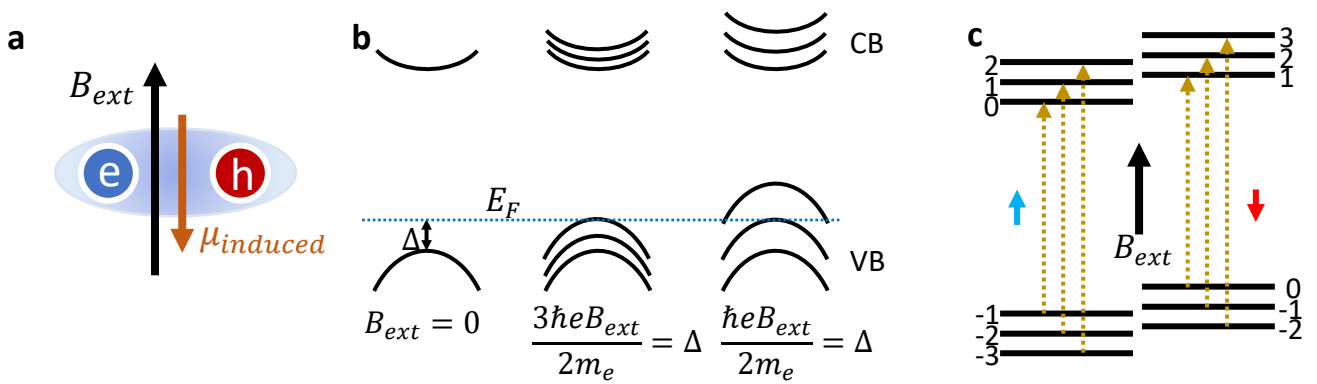 a
B_ext
e
h
μ_induced
b
CB
E_F
Δ
VB
B_ext = 0
3ℏeB_ext / 2m_e = Δ
ℏeB_ext / 2m_e = Δ
c
2
1
0
3
2
1
B_ext
-1
-2
-3
0
-1
-2